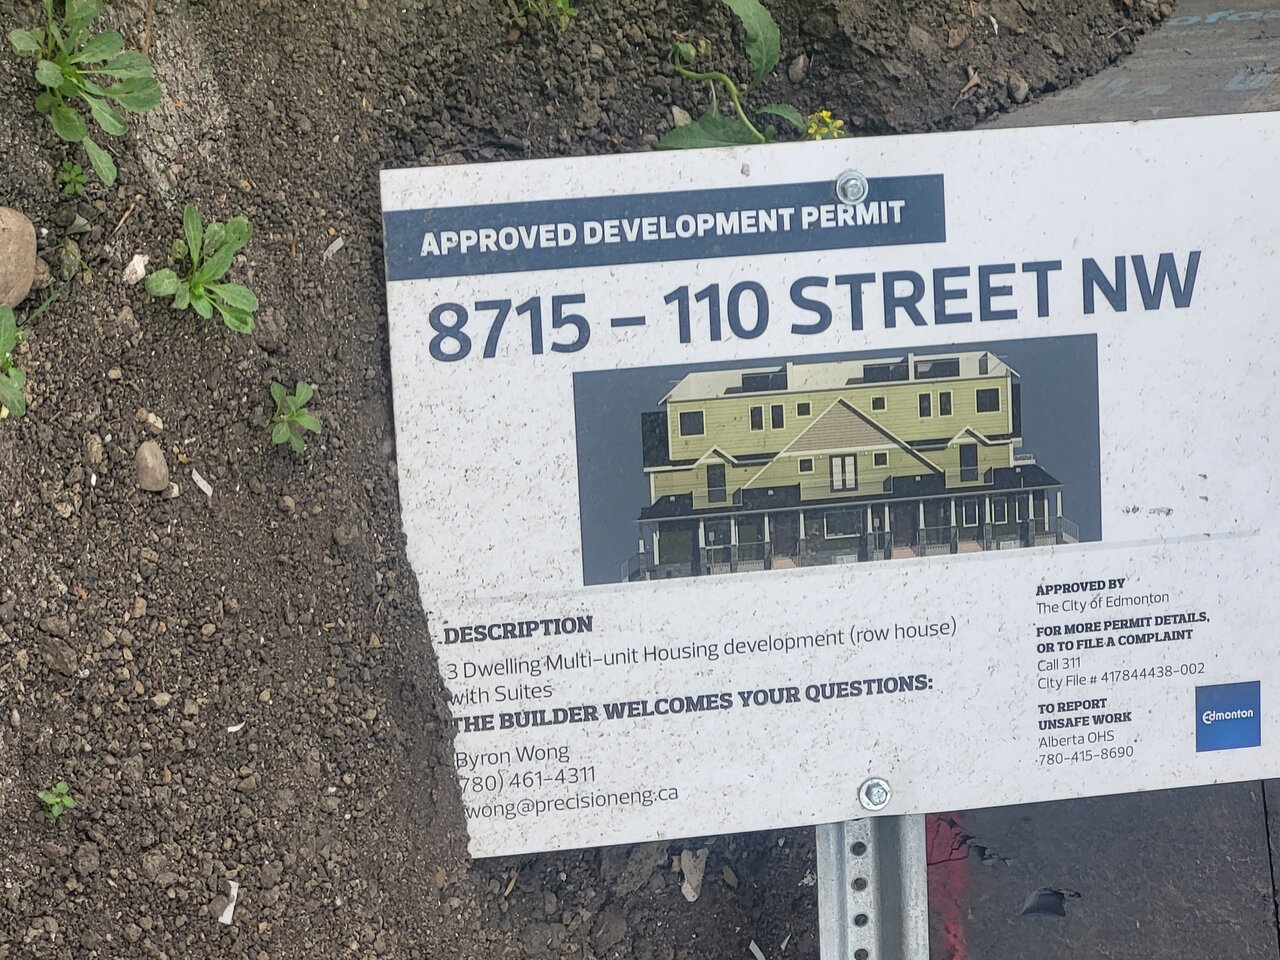 APPROVED DEVELOPMENT PERMIT
8715 – 110 STREET NW
DESCRIPTION
3 Dwelling Multi-unit Housing development (row house)
with Suites
THE BUILDER WELCOMES YOUR QUESTIONS:
Byron Wong
780) 461-4311
wong@precisioneng.ca
APPROVED BY
The City of Edmonton
FOR MORE PERMIT DETAILS,
OR TO FILE A COMPLAINT
Call 311
City File # 417844438-002
TO REPORT
UNSAFE WORK
Alberta OHS
780-415-8690
Edmonton